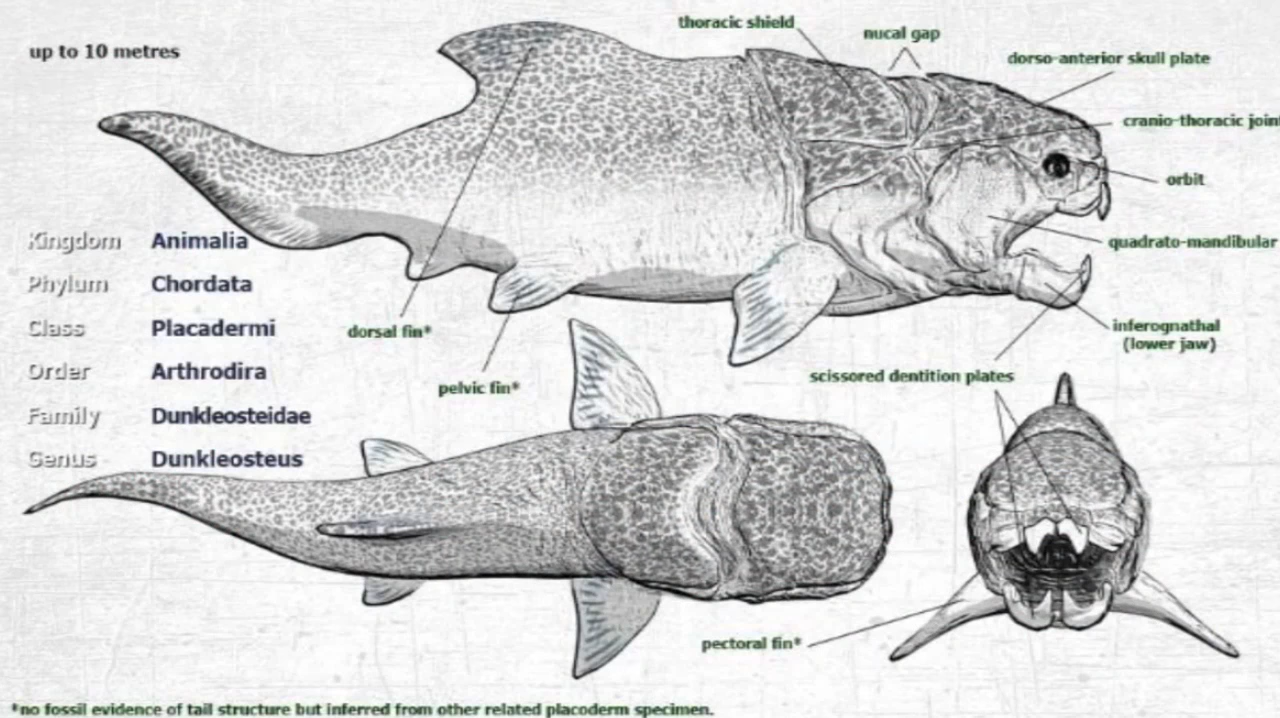 up to 10 metres
thoracic shield
nucal gap
dorso-anterior skull plate
cranio-thoracic joint
orbit
quadrato-mandibular
inferognathal
(lower jaw)
scissored dentition plates
Kingdom Animalia
Phylum Chordata
Class Placadermi
Order Arthrodira
Family Dunkleosteidae
Genus Dunkleosteus
dorsal fin*
pelvic fin*
pectoral fin*
*no fossil evidence of tail structure but inferred from other related placoderm specimen.